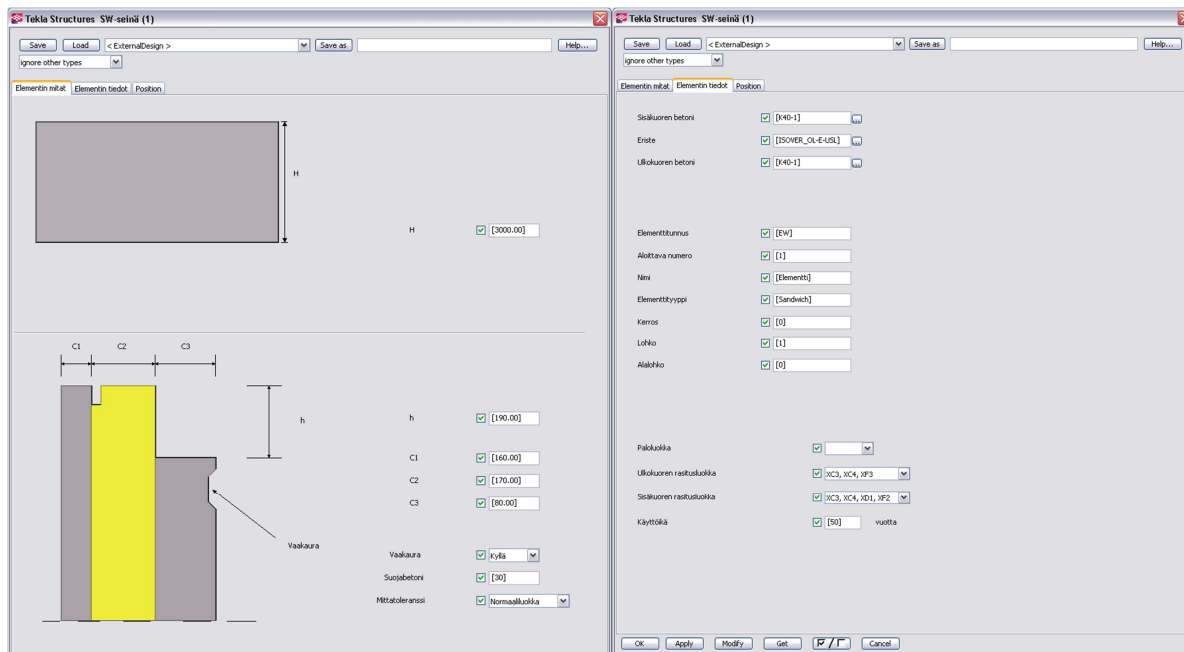 Tekla Structures SW-seinä (1)
Save Load < ExternalDesign > Save as Help...
ignore other types
Elementin mitat Elementin tiedot Position
H
H [3000.00]
C1 C2 C3
h
h [190.00]
C1 [160.00]
C2 [170.00]
C3 [80.00]
Vaakaura
Vaakaura Kyllä
Suojabetoni [30]
Mittatoleranssi Normaaliluokka
Tekla Structures SW-seinä (1)
Save Load < ExternalDesign > Save as Help...
ignore other types
Elementin mitat Elementin tiedot Position
Sisäkuoren betoni [K40-1] ...
Eriste [ISOVER_OL-E-USL] ...
Ulkokuoren betoni [K40-1] ...
Elementtitunnus [EW]
Aloittava numero [1]
Nimi [Elementti]
Elementtityyppi [Sandwich]
Kerros [0]
Lohko [1]
Alalohko [0]
Paloluokka
Ulkokuoren rasitusluokka XC3, XC4, XF3
Sisäkuoren rasitusluokka XC3, XC4, XD1, XF2
Käyttöikä [50] vuotta
OK Apply Modify Get / Cancel